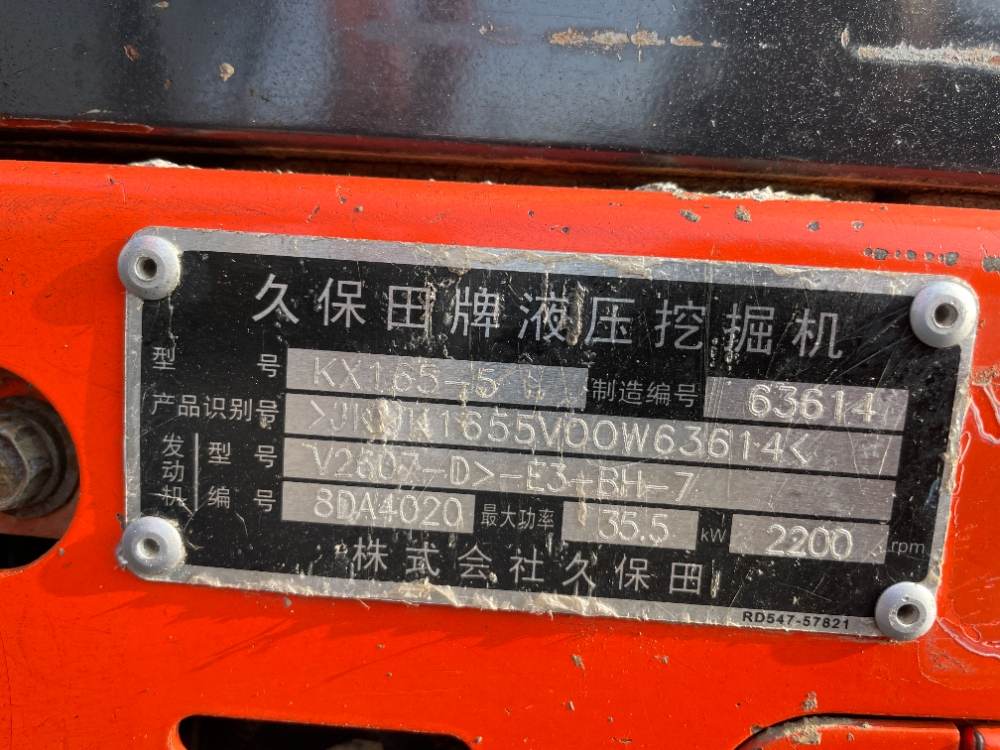 久保田牌液压挖掘机
型 号 KX165-5 制造编号 63614
产品识别号
发动机 型号 V2607-D>-E3+BH-7
编号 8DA4020 最大功率 35.5 kW 2200 rpm
株式会社久保田
RD547-57821